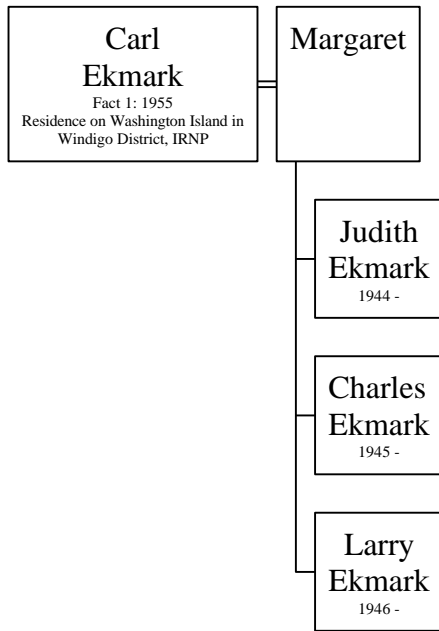 Carl
Ekmark
Fact 1: 1955
Residence on Washington Island in
Windigo District, IRNP
Margaret
Judith
Ekmark
1944 -
Charles
Ekmark
1945 -
Larry
Ekmark
1946 -